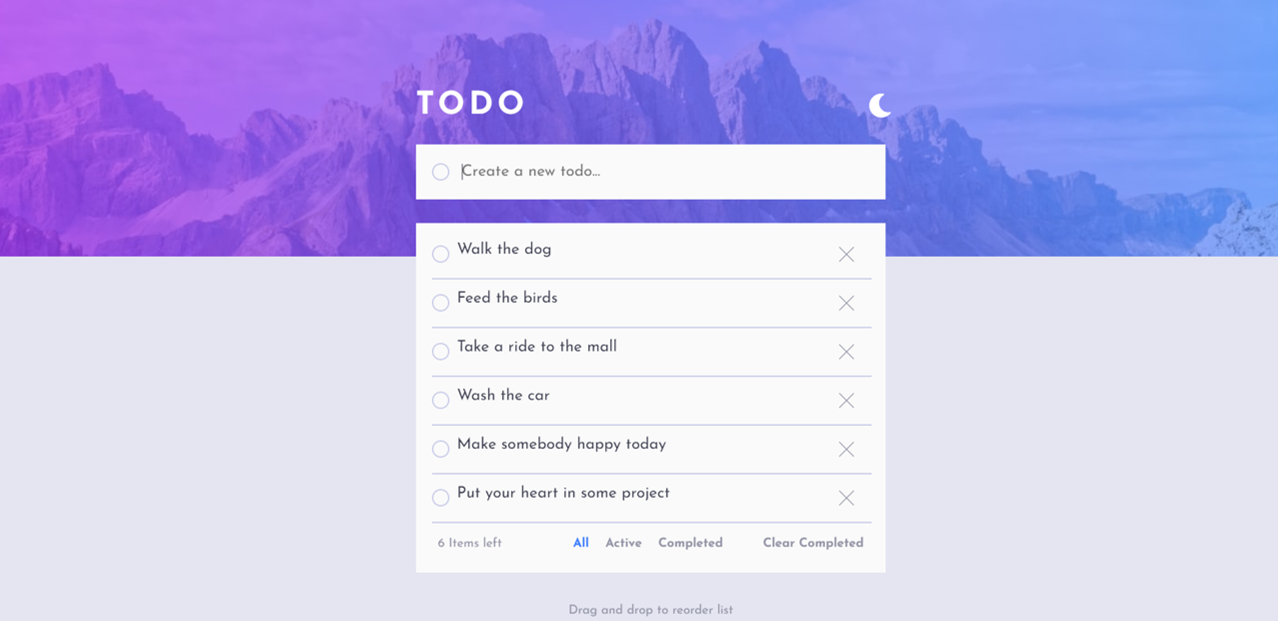 TODO
Create a new todo...
Walk the dog
Feed the birds
Take a ride to the mall
Wash the car
Make somebody happy today
Put your heart in some project
6 Items left All Active Completed Clear Completed
Drag and drop to reorder list